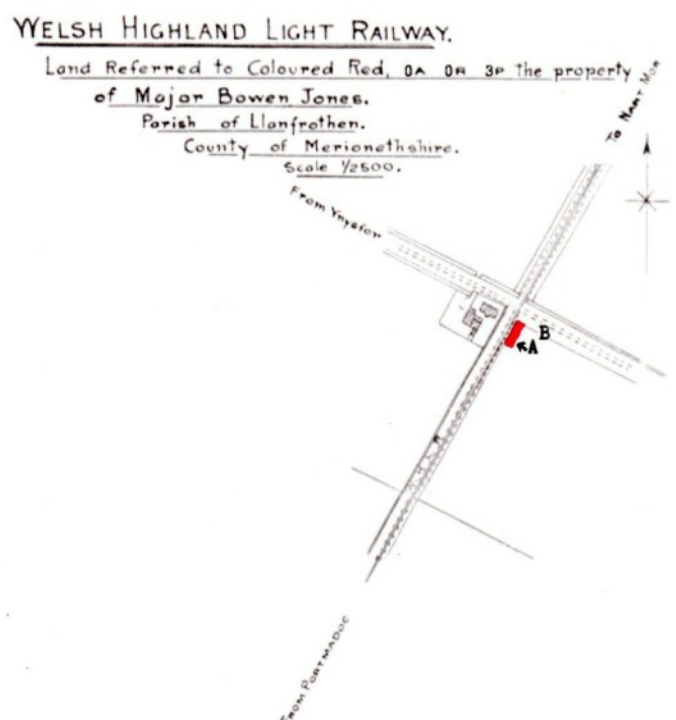 WELSH HIGHLAND LIGHT RAILWAY.
Land Referred to Coloured Red, 0A 0R 3P the property
of Major Bowen Jones.
Parish of Llanfrothen.
County of Merionethshire.
Scale 1/2500.
TO NANT MOR
From Ynysfor
B
A
FROM PORTMADOC